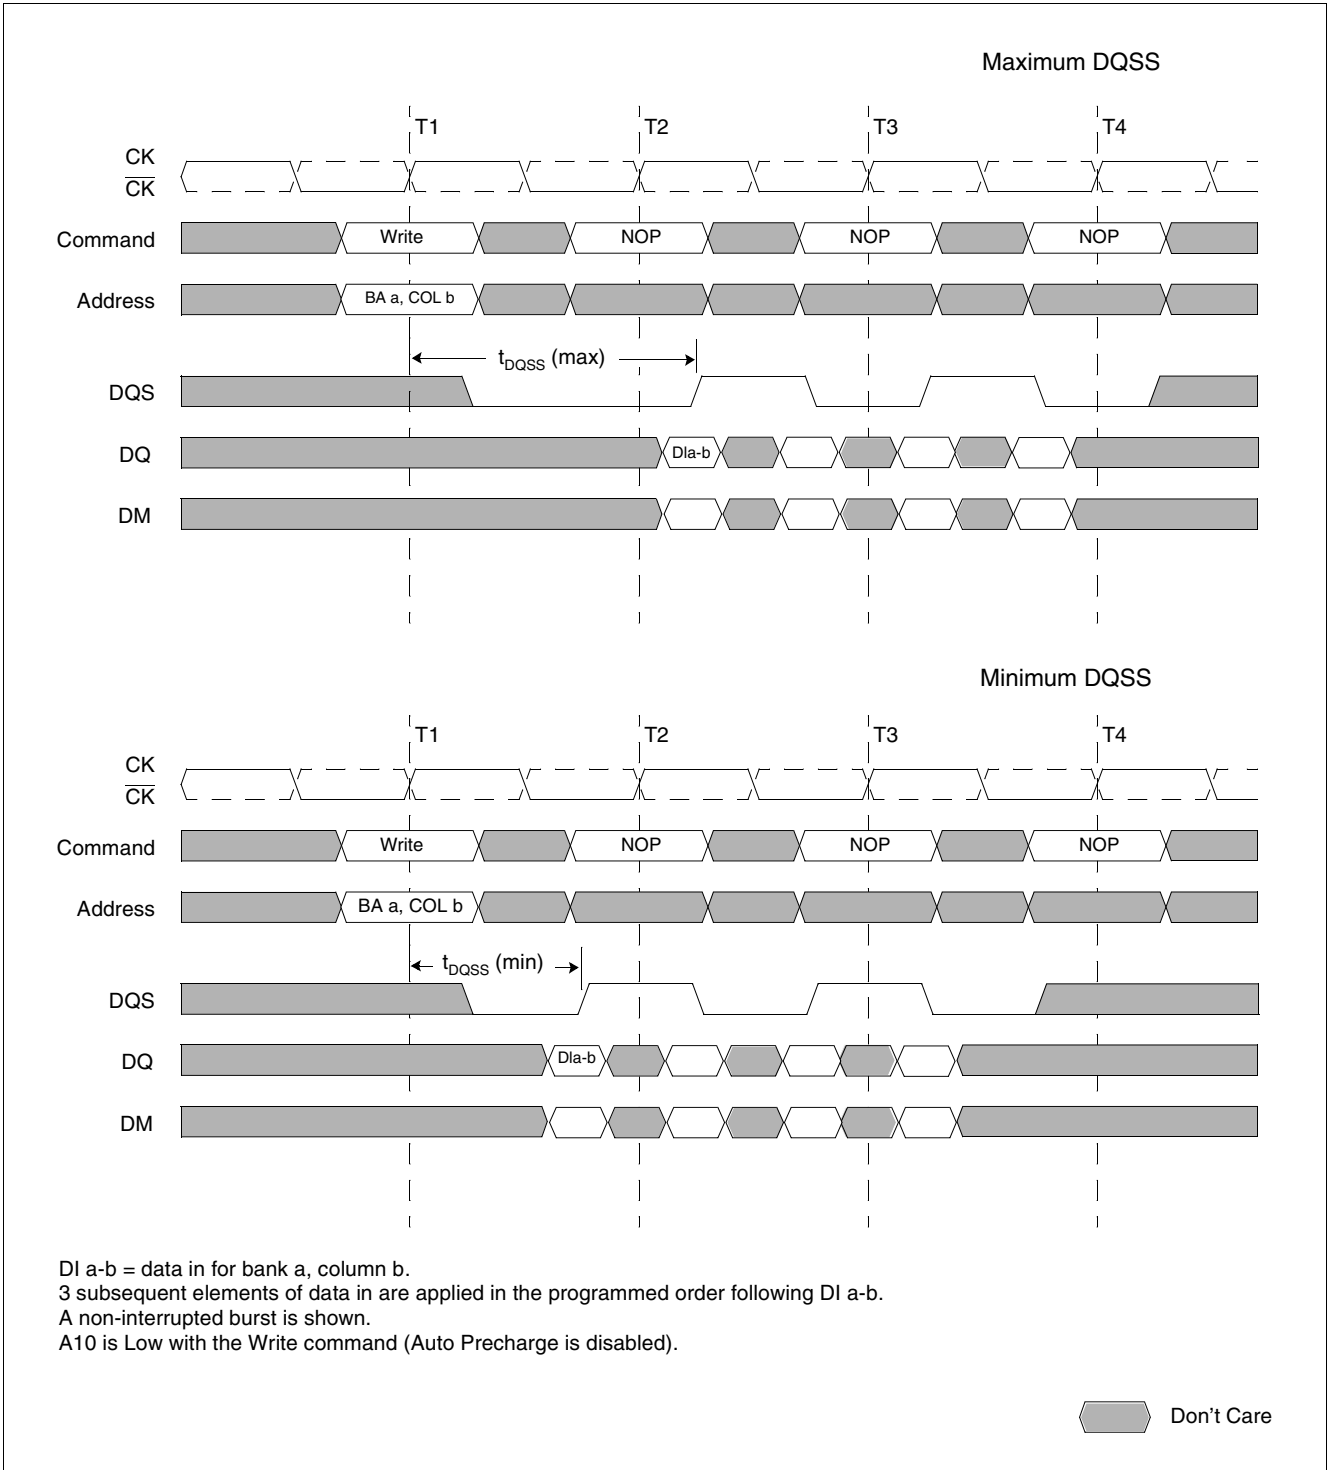 Maximum DQSS
T1 T2 T3 T4
CK
CK
Command Write NOP NOP NOP
Address BA a, COL b
tDQSS (max)
DQS
DQ DIa-b
DM
Minimum DQSS
T1 T2 T3 T4
CK
CK
Command Write NOP NOP NOP
Address BA a, COL b
tDQSS (min)
DQS
DQ DIa-b
DM
DI a-b = data in for bank a, column b.
3 subsequent elements of data in are applied in the programmed order following DI a-b.
A non-interrupted burst is shown.
A10 is Low with the Write command (Auto Precharge is disabled).
Don't Care